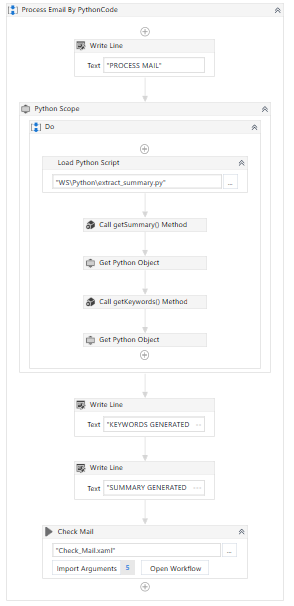 Process Email By PythonCode
Write Line
Text "PROCESS MAIL"
Python Scope
Do
Load Python Script
"WS\Python\extract_summary.py" ...
Call getSummary() Method
Get Python Object
Call getKeywords() Method
Get Python Object
Write Line
Text "KEYWORDS GENERATED ...
Write Line
Text "SUMMARY GENERATED ...
Check Mail
"Check_Mail.xaml" ...
Import Arguments 5 Open Workflow